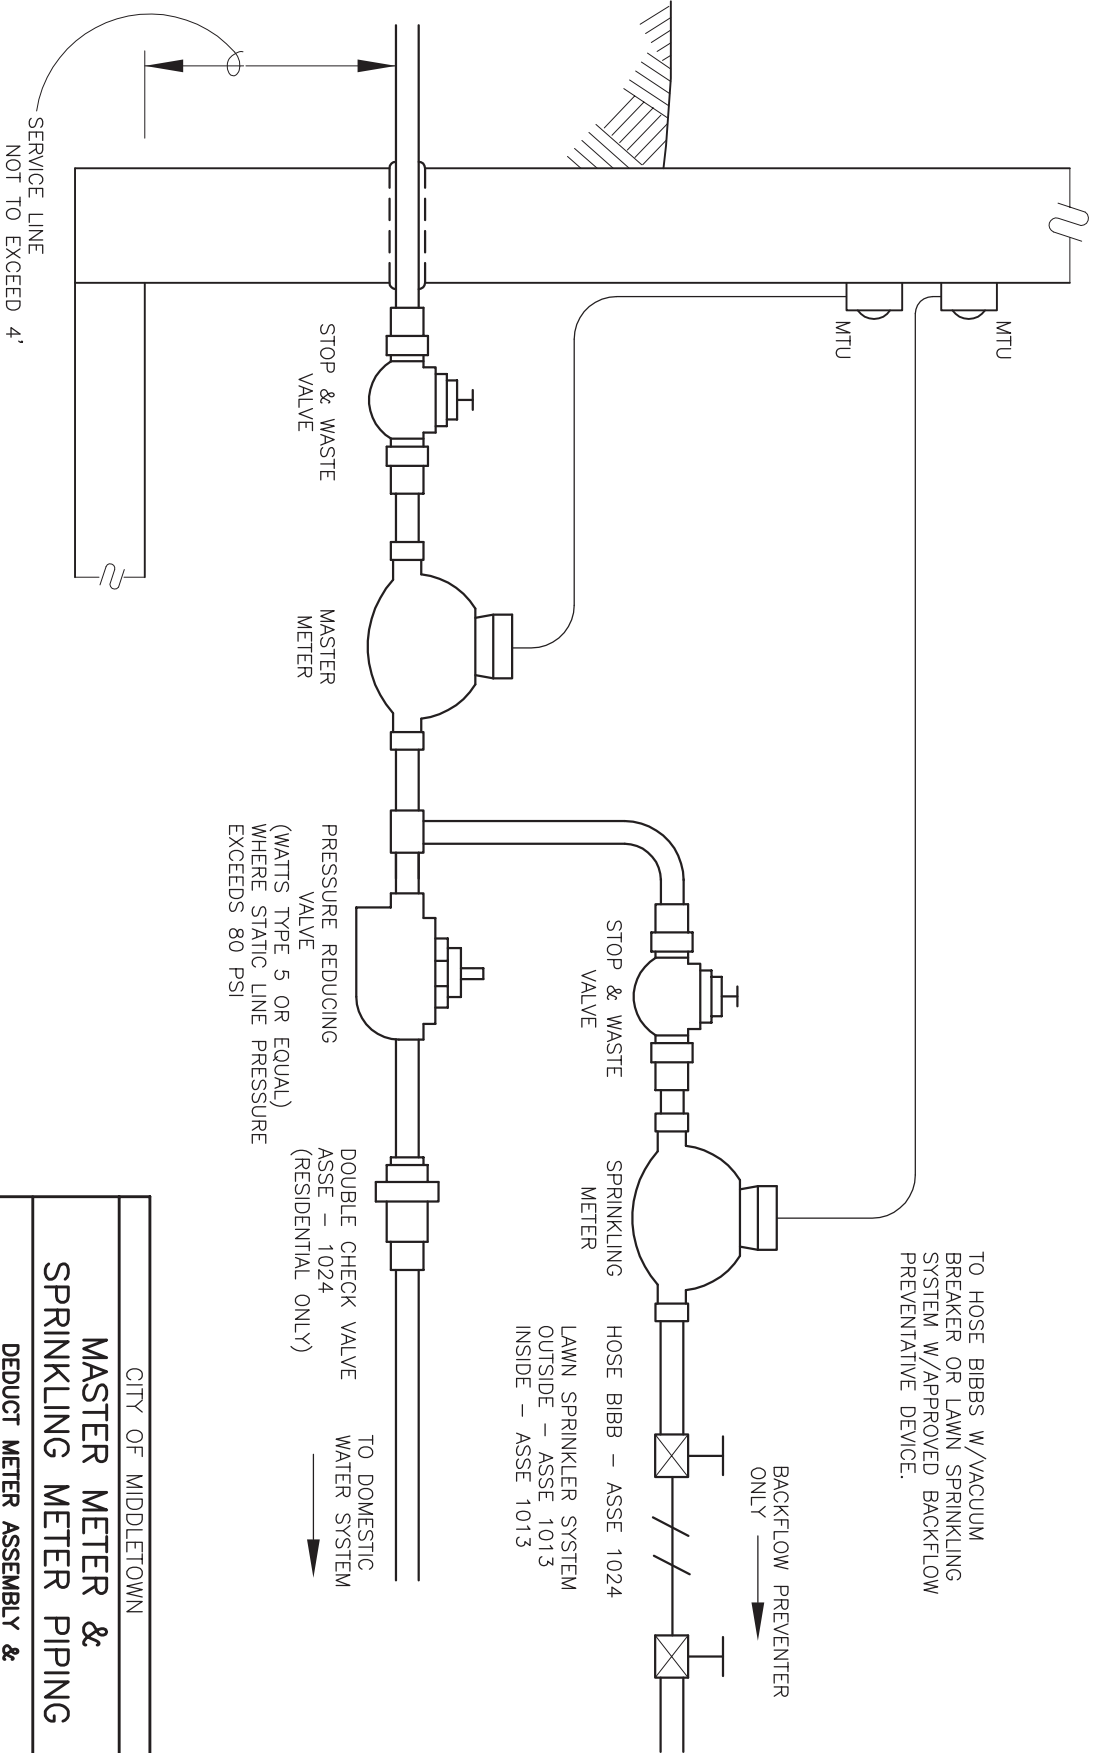 MTU
MTU
TO HOSE BIBBS W/VACUUM
BREAKER OR LAWN SPRINKLING
SYSTEM W/APPROVED BACKFLOW
PREVENTATIVE DEVICE.
BACKFLOW PREVENTER
ONLY
STOP & WASTE
VALVE
SPRINKLING
METER
HOSE BIBB – ASSE 1024
LAWN SPRINKLER SYSTEM
OUTSIDE – ASSE 1013
INSIDE – ASSE 1013
STOP & WASTE
VALVE
MASTER
METER
PRESSURE REDUCING
VALVE
(WATTS TYPE 5 OR EQUAL)
WHERE STATIC LINE PRESSURE
EXCEEDS 80 PSI
DOUBLE CHECK VALVE
ASSE – 1024
(RESIDENTIAL ONLY)
TO DOMESTIC
WATER SYSTEM
SERVICE LINE
NOT TO EXCEED 4'
CITY OF MIDDLETOWN
MASTER METER &
SPRINKLING METER PIPING
DEDUCT METER ASSEMBLY &